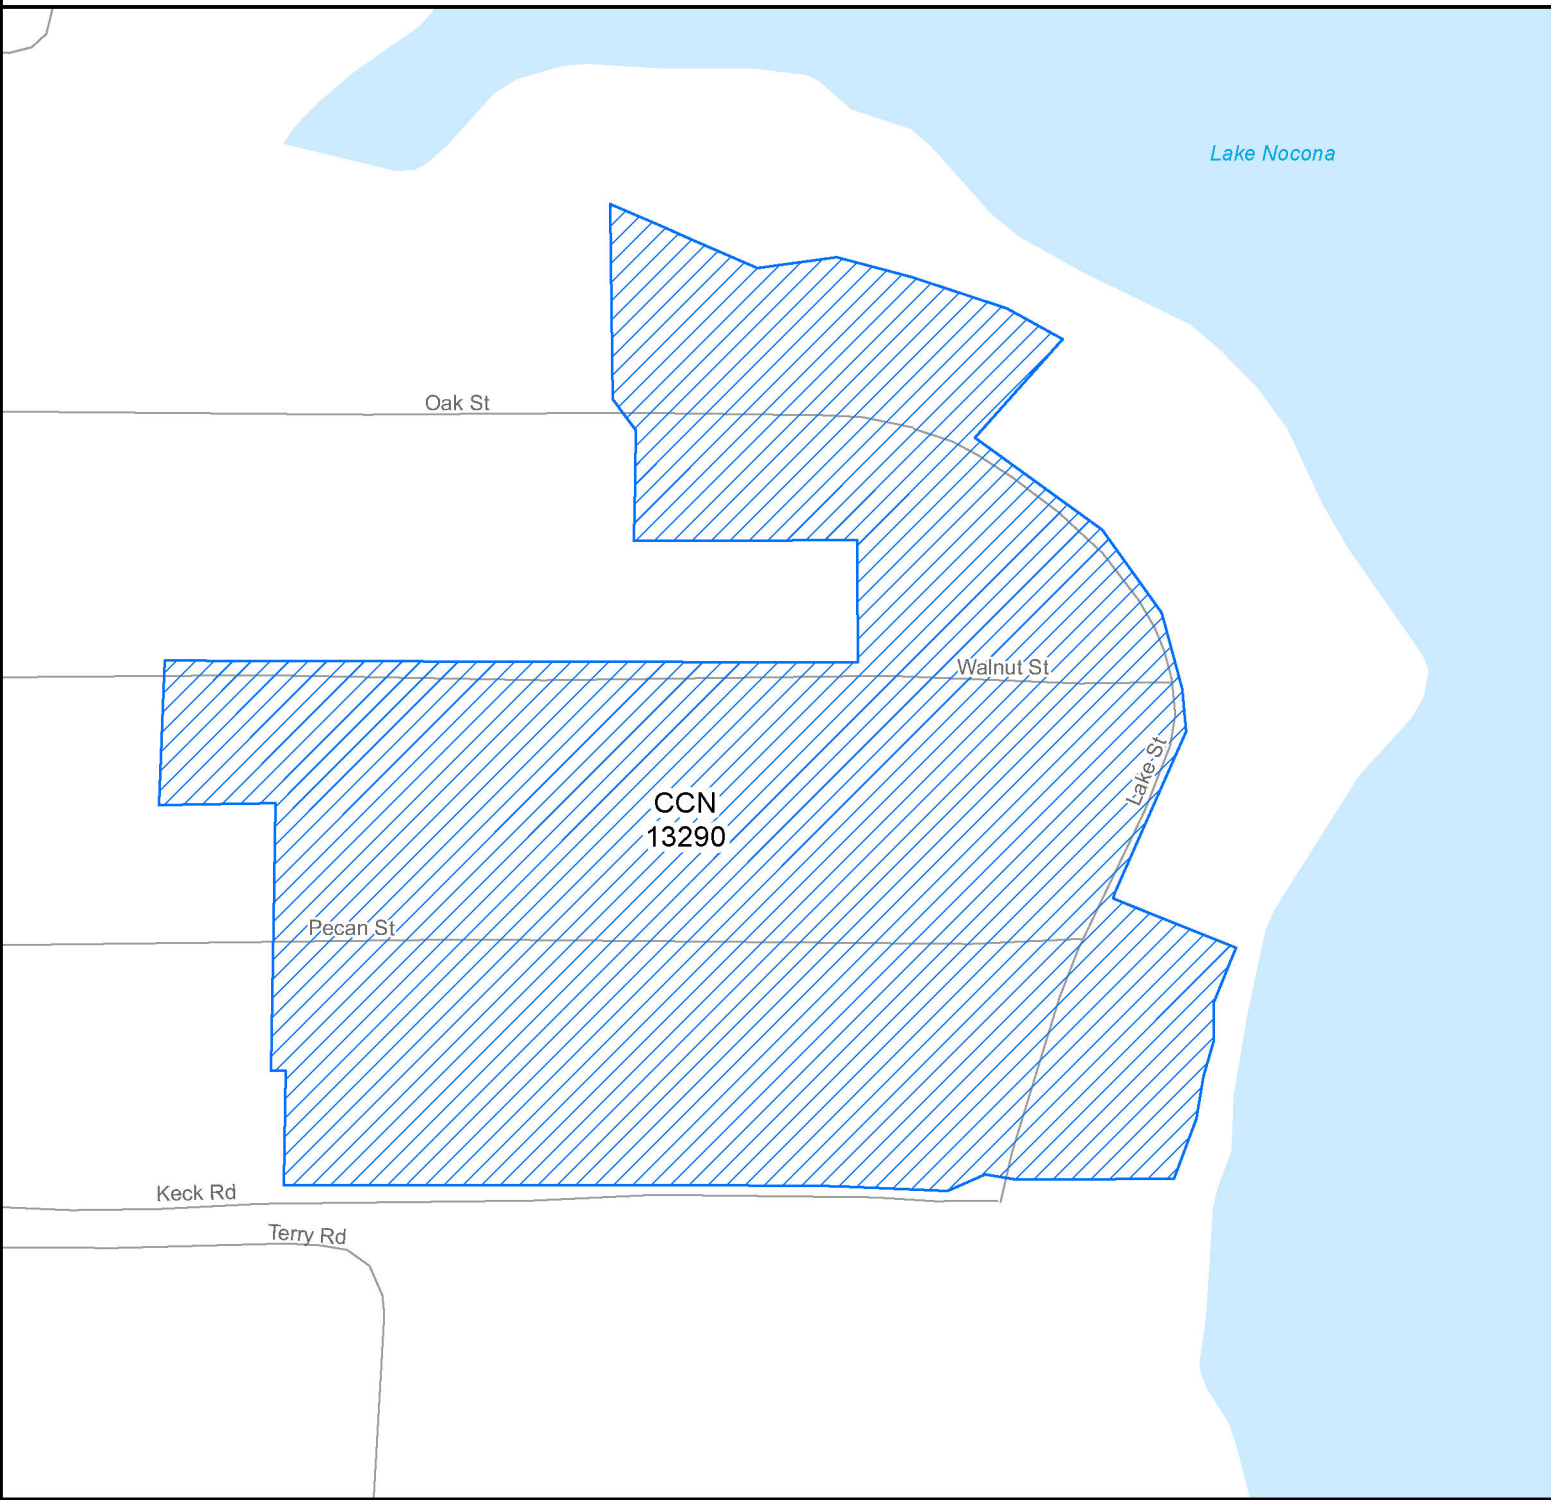 Lake Nocona
Oak St
Walnut St
Lake St
CCN
13290
Pecan St
Keck Rd
Terry Rd